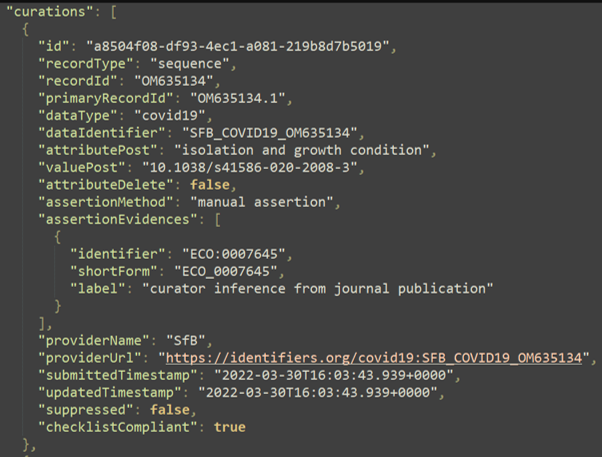 "curations": [
{
"id": "a8504f08-df93-4ec1-a081-219b8d7b5019",
"recordType": "sequence",
"recordId": "OM635134",
"primaryRecordId": "OM635134.1",
"dataType": "covid19",
"dataIdentifier": "SFB_COVID19_OM635134",
"attributePost": "isolation and growth condition",
"valuePost": "10.1038/s41586-020-2008-3",
"attributeDelete": false,
"assertionMethod": "manual assertion",
"assertionEvidences": [
{
"identifier": "ECO:0007645",
"shortForm": "ECO_0007645",
"label": "curator inference from journal publication"
}
],
"providerName": "SfB",
"providerUrl": "https://identifiers.org/covid19:SFB_COVID19_OM635134",
"submittedTimestamp": "2022-03-30T16:03:43.939+0000",
"updatedTimestamp": "2022-03-30T16:03:43.939+0000",
"suppressed": false,
"checklistCompliant": true
},